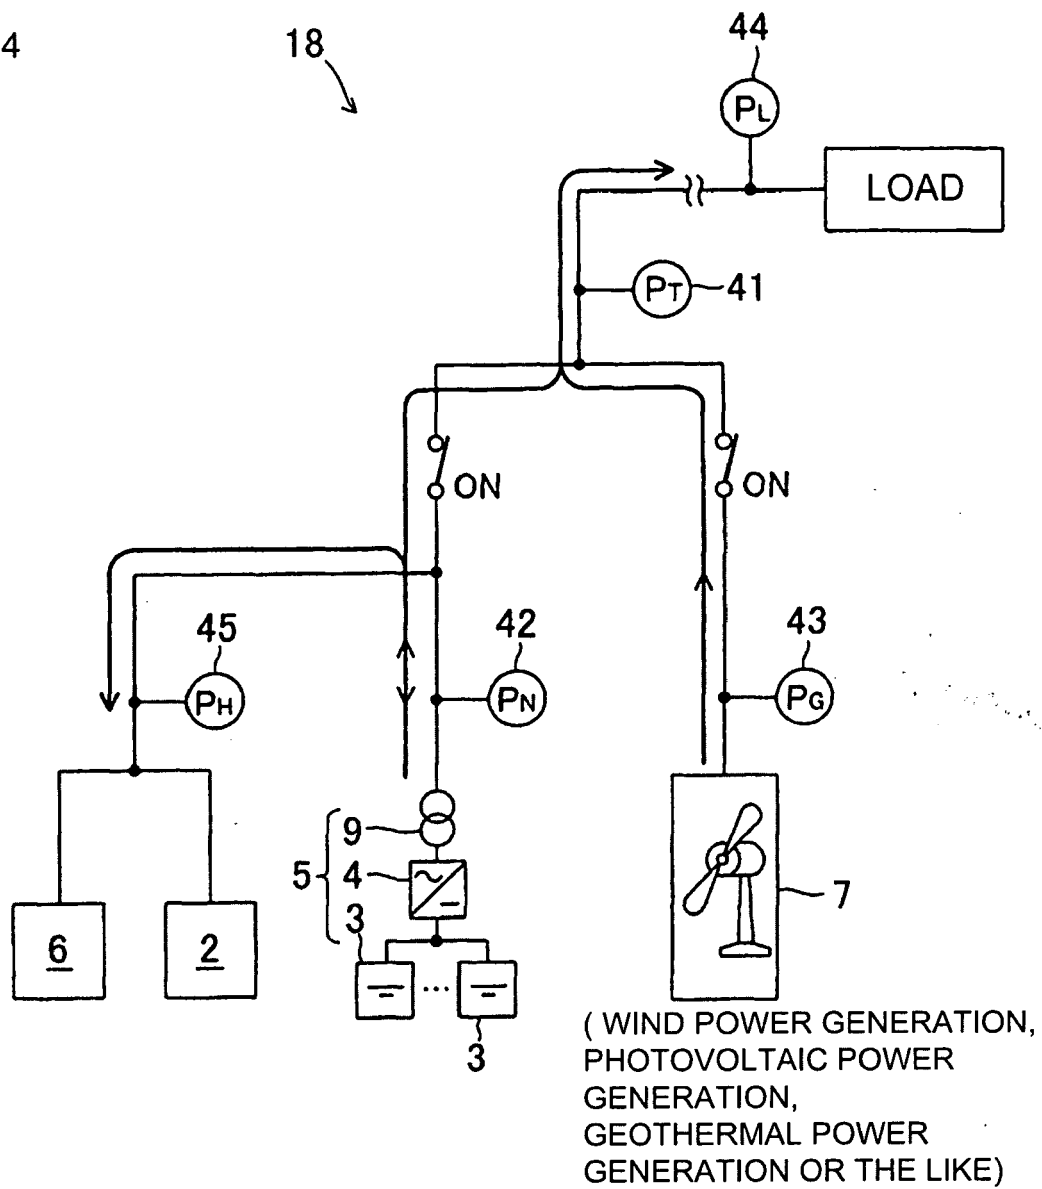 4
18
44
PL
LOAD
PT 41
ON
ON
45
42
43
PH
PN
PG
9
5
4
3
7
6
2
...
3
( WIND POWER GENERATION,
PHOTOVOLTAIC POWER
GENERATION,
GEOTHERMAL POWER
GENERATION OR THE LIKE)